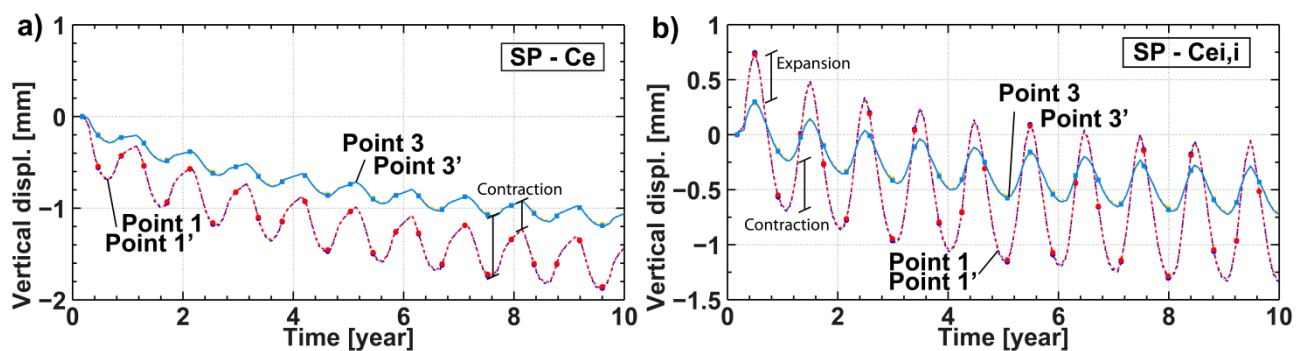 a)
SP - Ce
Vertical displ. [mm]
1
0
−1
−2
Point 3
Point 3’
Contraction
Point 1
Point 1’
0
2
4
6
8
10
Time [year]
b)
SP - Cei,i
Vertical displ. [mm]
1
0.5
0
−0.5
−1
−1.5
Expansion
Point 3
Point 3’
Contraction
Point 1
Point 1’
0
2
4
6
8
10
Time [year]